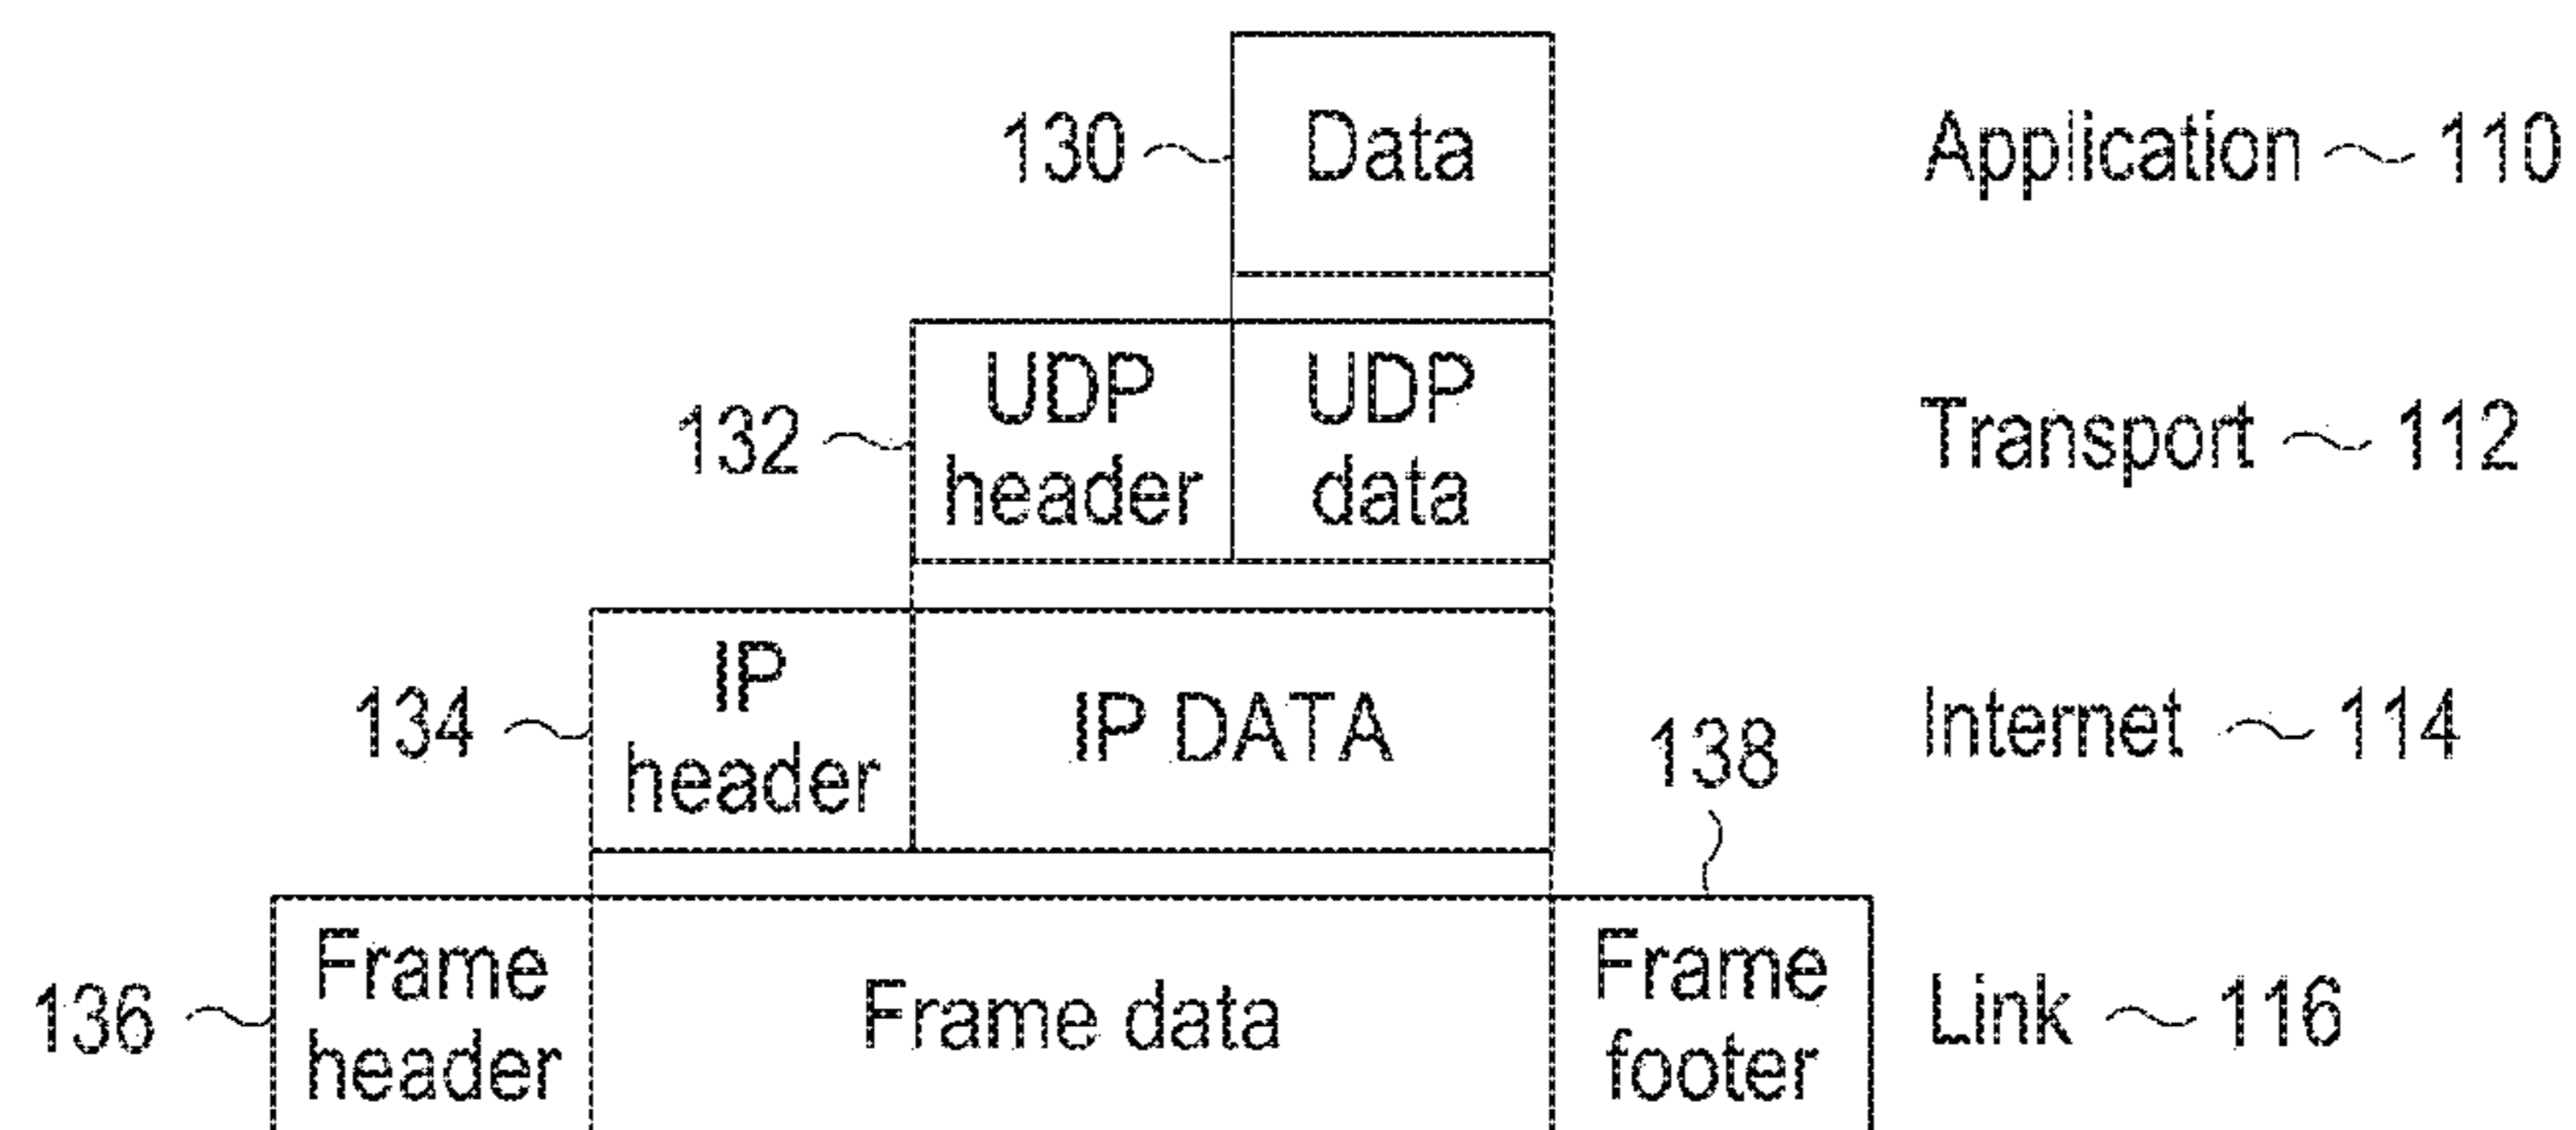 130 Data Application 110
132 UDP header UDP data Transport 112
134 IP header IP DATA Internet 114
138
136 Frame header Frame data Frame footer Link 116